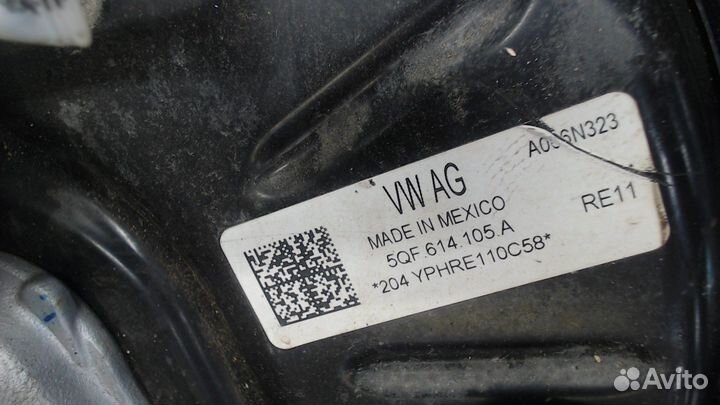 VW AG
MADE IN MEXICO
5QF.614.105.A
*204 YPHRE110C58*
RE11
Avito